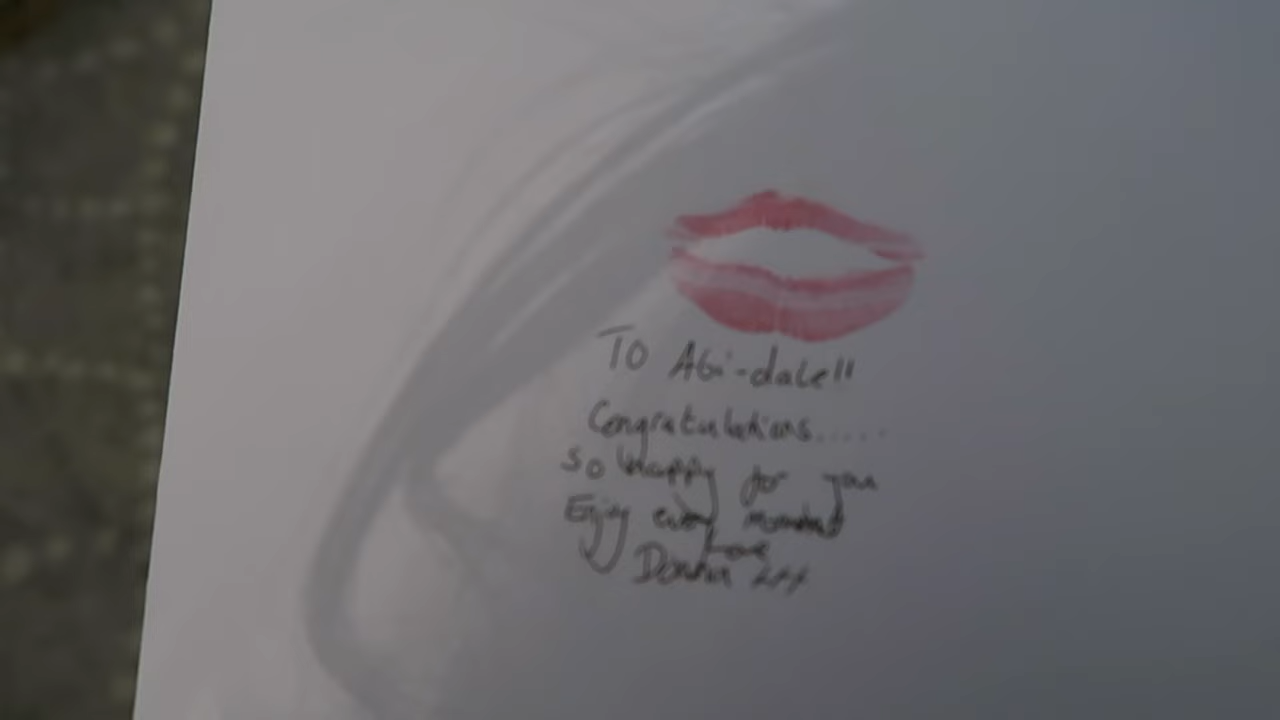 To Abi-dale!!
Congratulations.....
So Happy for you
Enjoy every moment
Love
Donna xxx